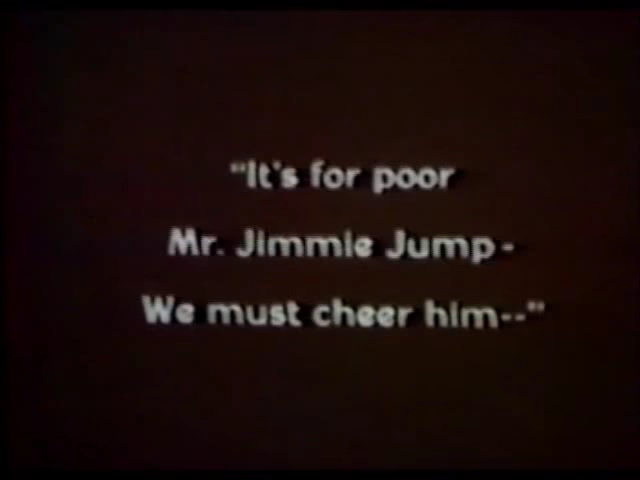 "It's for poor
Mr. Jimmie Jump-
We must cheer him--"